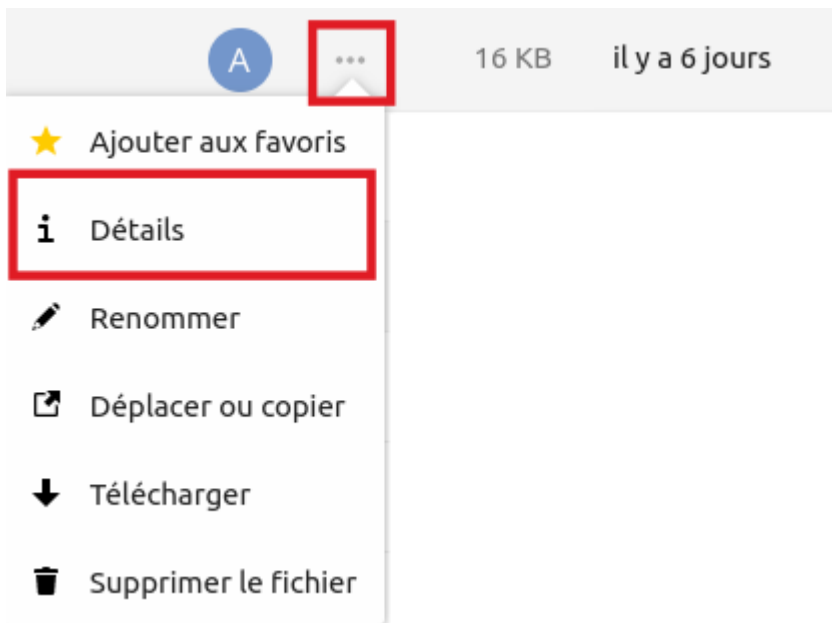 A ... 16 KB il y a 6 jours
Ajouter aux favoris
i Détails
Renommer
Déplacer ou copier
Télécharger
Supprimer le fichier